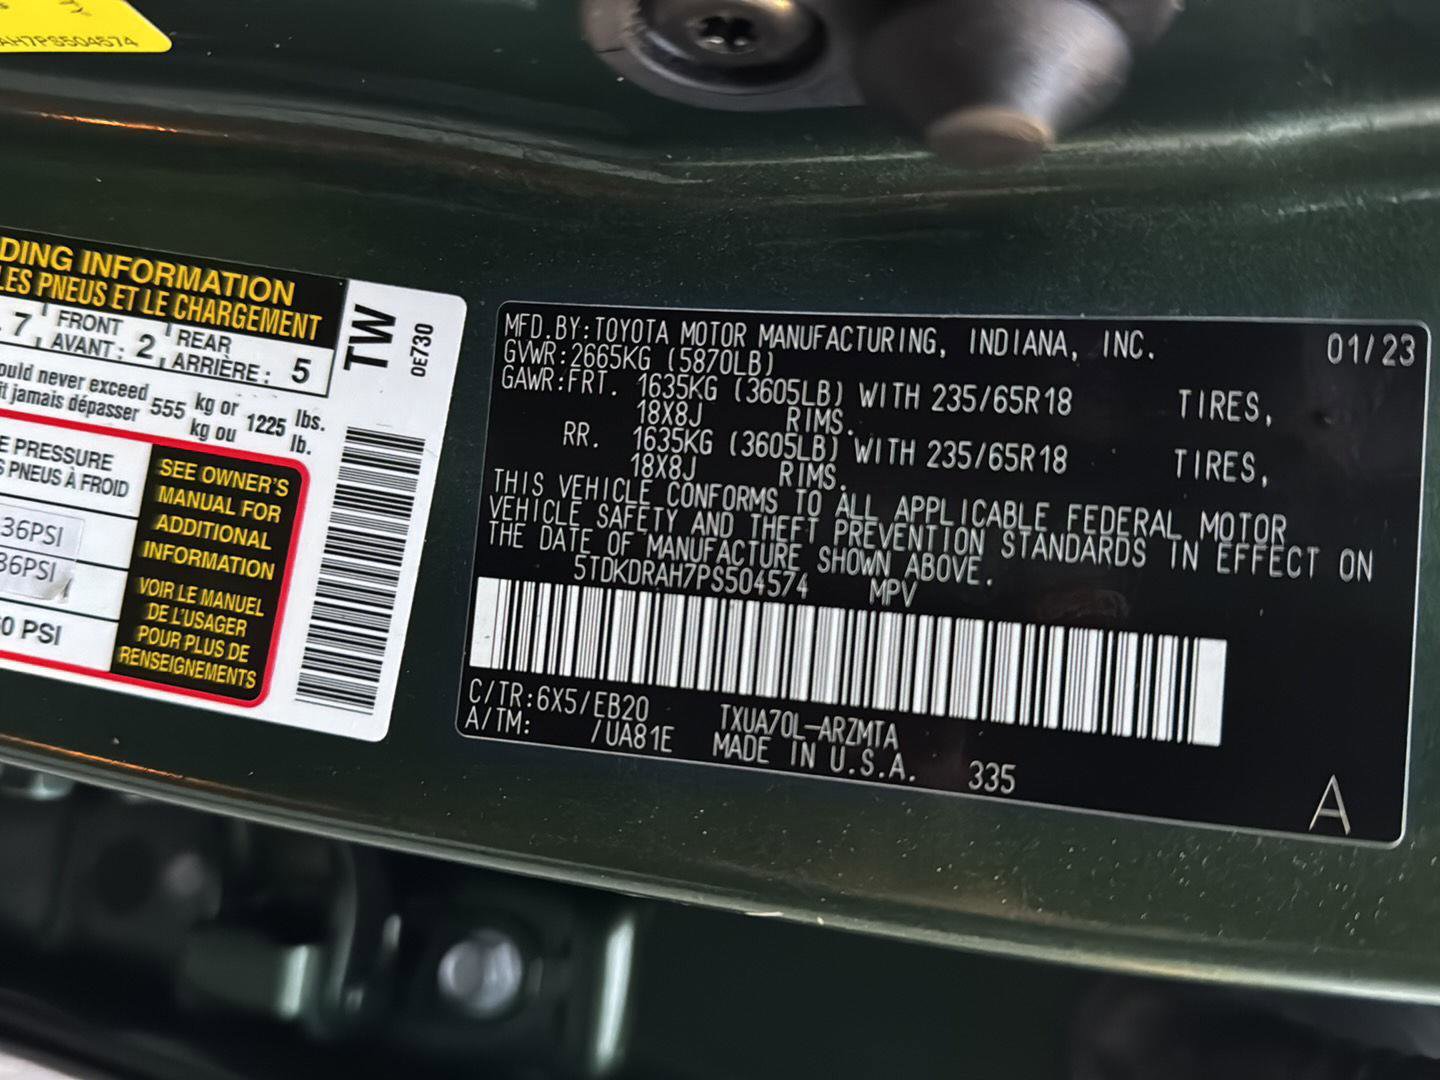 AH7PS504574
DING INFORMATION
LES PNEUS ET LE CHARGEMENT
7 FRONT AVANT: 2 REAR ARRIÈRE: 5
ould never exceed 555 kg or 1225 lbs.
it jamais dépasser kg ou lb.
E PRESSURE
S PNEUS À FROID
36PSI
36PSI
0 PSI
SEE OWNER'S
MANUAL FOR
ADDITIONAL
INFORMATION
VOIR LE MANUEL
DE L'USAGER
POUR PLUS DE
RENSEIGNEMENTS
TW
0E730
MFD.BY:TOYOTA MOTOR MANUFACTURING, INDIANA, INC. 01/23
GVWR:2665KG (5870LB)
GAWR:FRT. 1635KG (3605LB) WITH 235/65R18 TIRES,
18X8J RIMS.
RR. 1635KG (3605LB) WITH 235/65R18 TIRES,
18X8J RIMS.
THIS VEHICLE CONFORMS TO ALL APPLICABLE FEDERAL MOTOR
VEHICLE SAFETY AND THEFT PREVENTION STANDARDS IN EFFECT ON
THE DATE OF MANUFACTURE SHOWN ABOVE.
5TDKDRAH7PS504574 MPV
C/TR:6X5/EB20 TXUA70L-ARZMTA
A/TM: /UA81E MADE IN U.S.A. 335
A